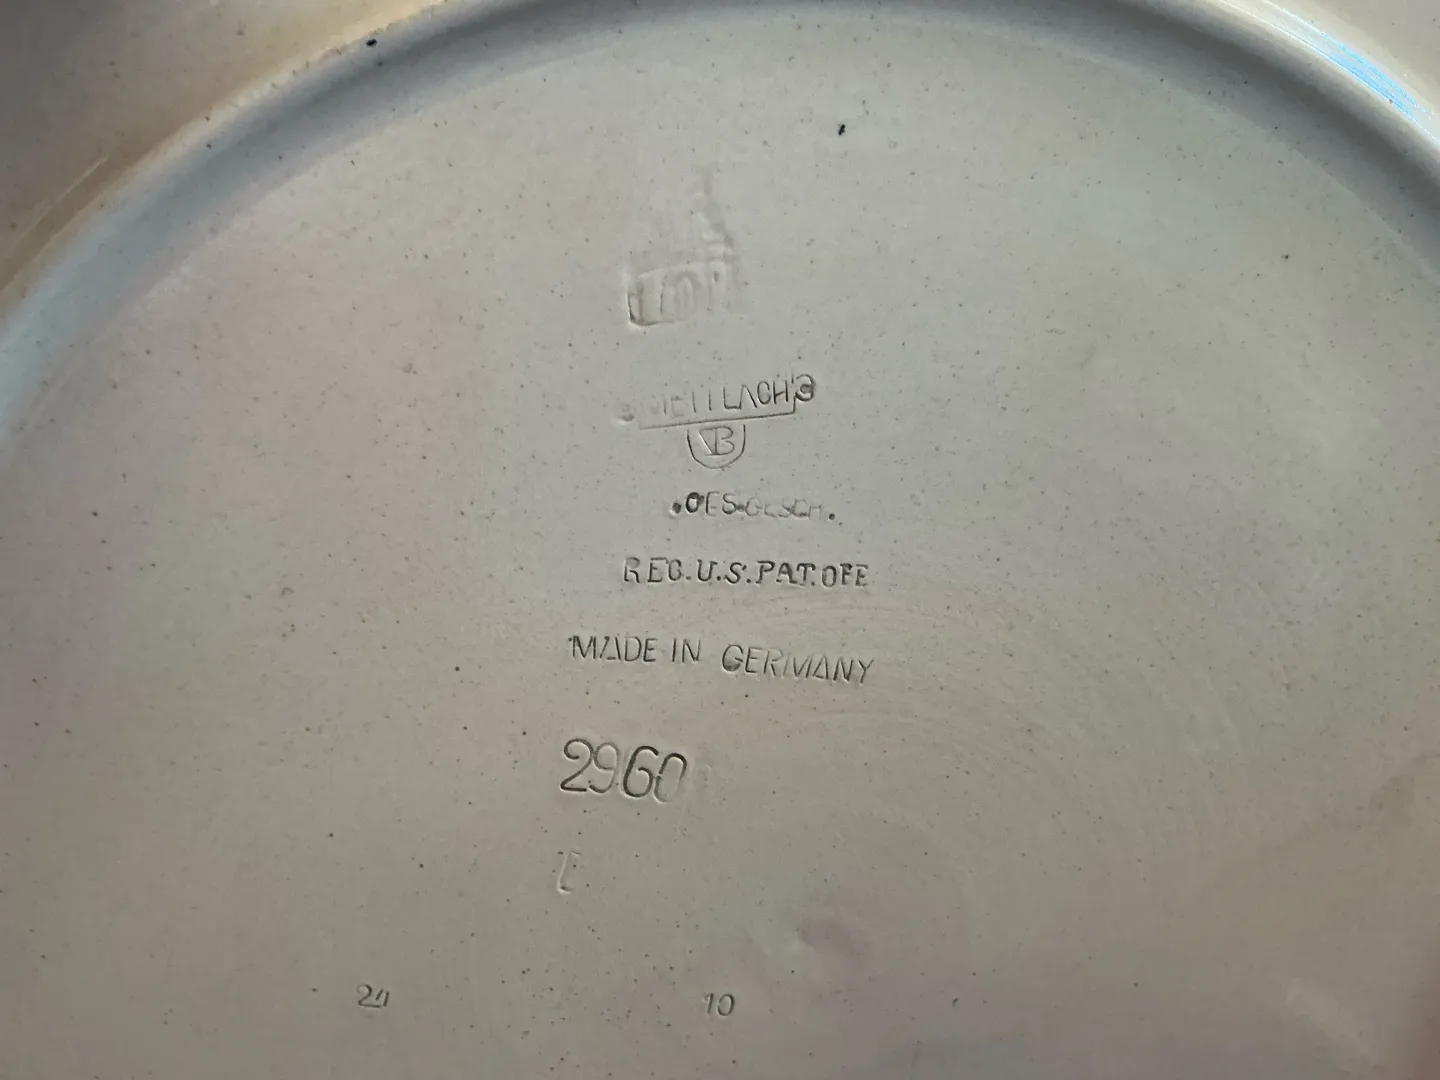 METTLACH
VB
.GES.GESCH.
REG.U.S.PAT.OFF
MADE IN GERMANY
2960
24 10